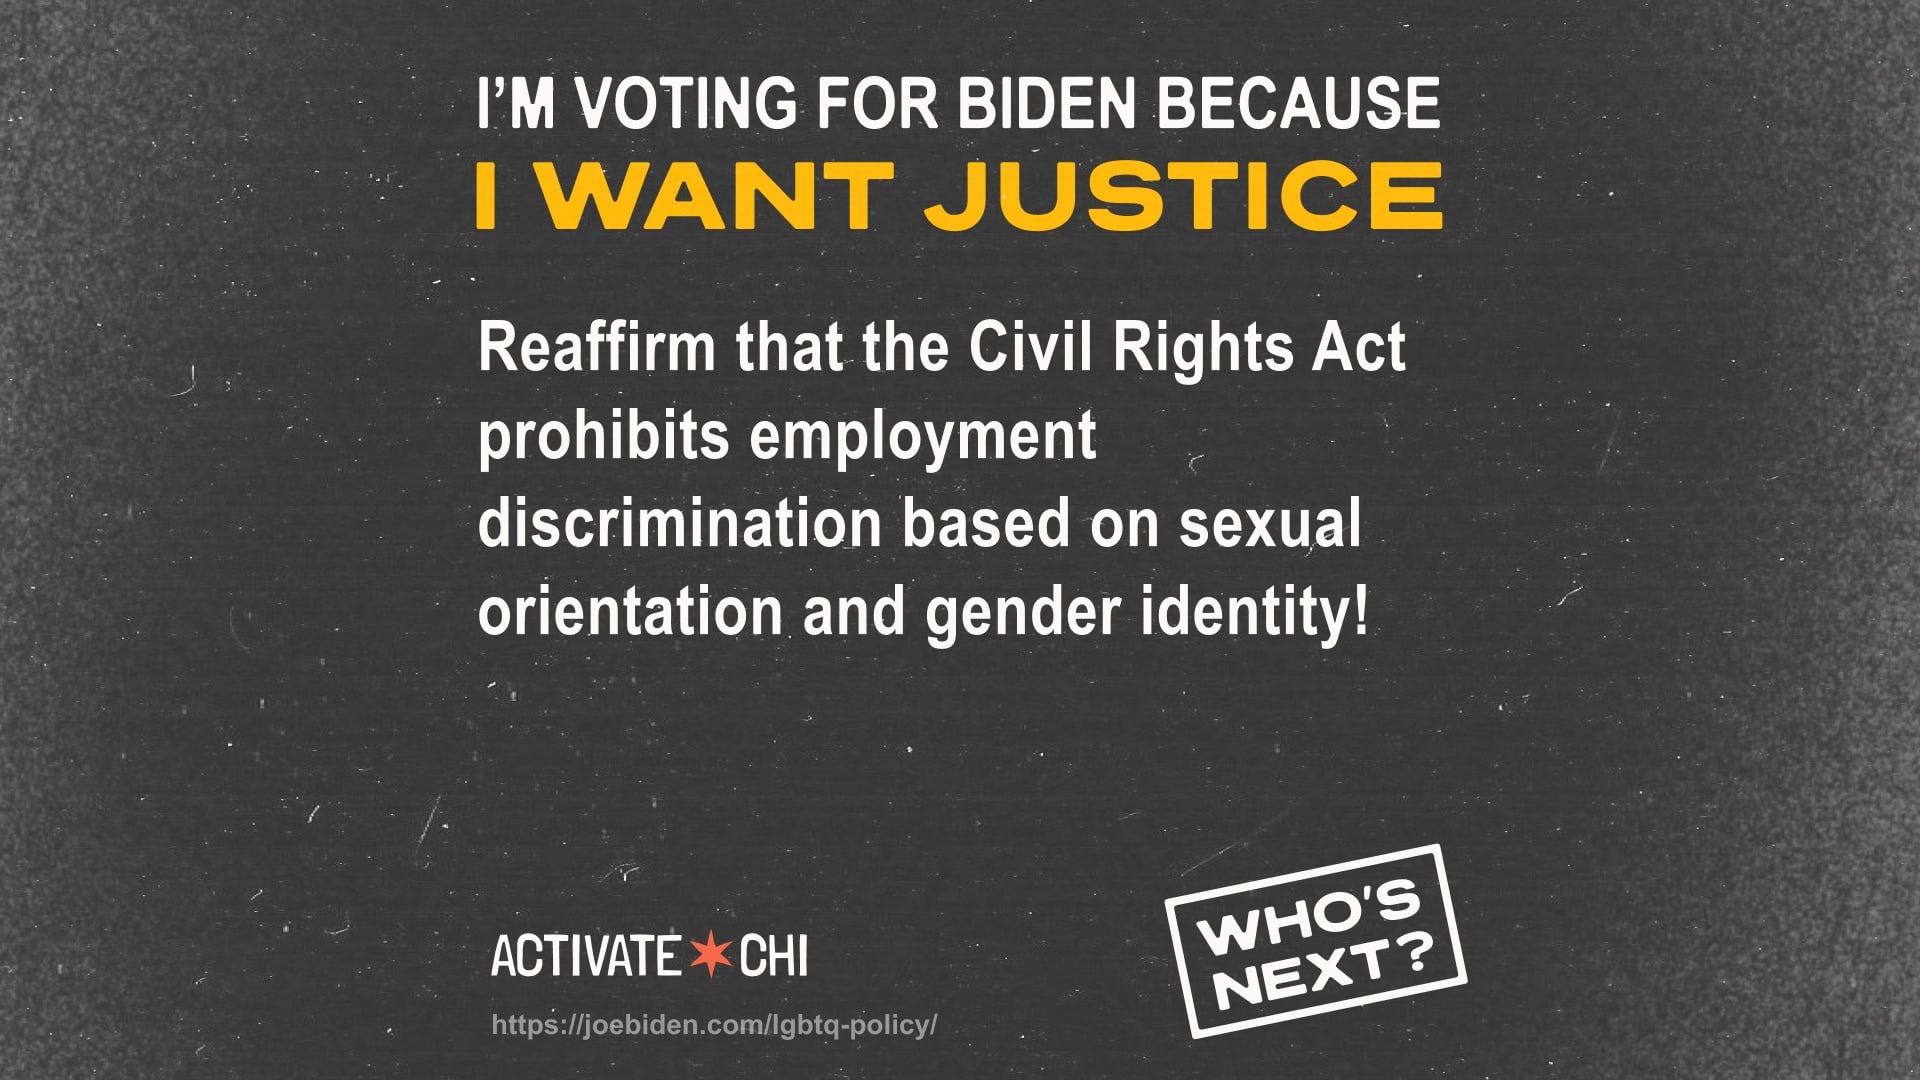 I'M VOTING FOR BIDEN BECAUSE
I WANT JUSTICE
Reaffirm that the Civil Rights Act
prohibits employment
discrimination based on sexual
orientation and gender identity!
ACTIVATE CHI
https://joebiden.com/lgbtq-policy/
WHO'S
NEXT?